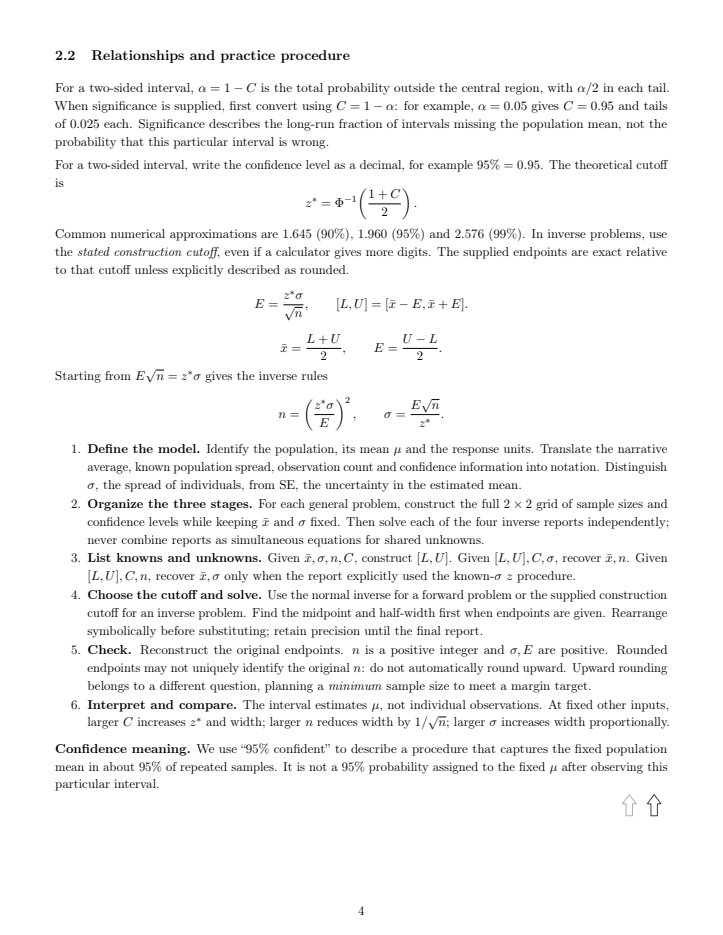 2.2 Relationships and practice procedure
For a two-sided interval, α = 1 − C is the total probability outside the central region, with α/2 in each tail.
When significance is supplied, first convert using C = 1 − α: for example, α = 0.05 gives C = 0.95 and tails
of 0.025 each. Significance describes the long-run fraction of intervals missing the population mean, not the
probability that this particular interval is wrong.
For a two-sided interval, write the confidence level as a decimal, for example 95% = 0.95. The theoretical cutoff
is
z* = Φ⁻¹((1 + C)/2).
Common numerical approximations are 1.645 (90%), 1.960 (95%) and 2.576 (99%). In inverse problems, use
the stated construction cutoff, even if a calculator gives more digits. The supplied endpoints are exact relative
to that cutoff unless explicitly described as rounded.
E = z*σ/√n, [L, U] = [x̄ − E, x̄ + E].
x̄ = (L + U)/2, E = (U − L)/2.
Starting from E√n = z*σ gives the inverse rules
n = (z*σ/E)², σ = E√n/z*.
1. Define the model. Identify the population, its mean μ and the response units. Translate the narrative
average, known population spread, observation count and confidence information into notation. Distinguish
σ, the spread of individuals, from SE, the uncertainty in the estimated mean.
2. Organize the three stages. For each general problem, construct the full 2 × 2 grid of sample sizes and
confidence levels while keeping x̄ and σ fixed. Then solve each of the four inverse reports independently;
never combine reports as simultaneous equations for shared unknowns.
3. List knowns and unknowns. Given x̄, σ, n, C, construct [L, U]. Given [L, U], C, σ, recover x̄, n. Given
[L, U], C, n, recover x̄, σ only when the report explicitly used the known-σ z procedure.
4. Choose the cutoff and solve. Use the normal inverse for a forward problem or the supplied construction
cutoff for an inverse problem. Find the midpoint and half-width first when endpoints are given. Rearrange
symbolically before substituting; retain precision until the final report.
5. Check. Reconstruct the original endpoints. n is a positive integer and σ, E are positive. Rounded
endpoints may not uniquely identify the original n: do not automatically round upward. Upward rounding
belongs to a different question, planning a minimum sample size to meet a margin target.
6. Interpret and compare. The interval estimates μ, not individual observations. At fixed other inputs,
larger C increases z* and width; larger n reduces width by 1/√n; larger σ increases width proportionally.
Confidence meaning. We use “95% confident” to describe a procedure that captures the fixed population
mean in about 95% of repeated samples. It is not a 95% probability assigned to the fixed μ after observing this
particular interval.
4